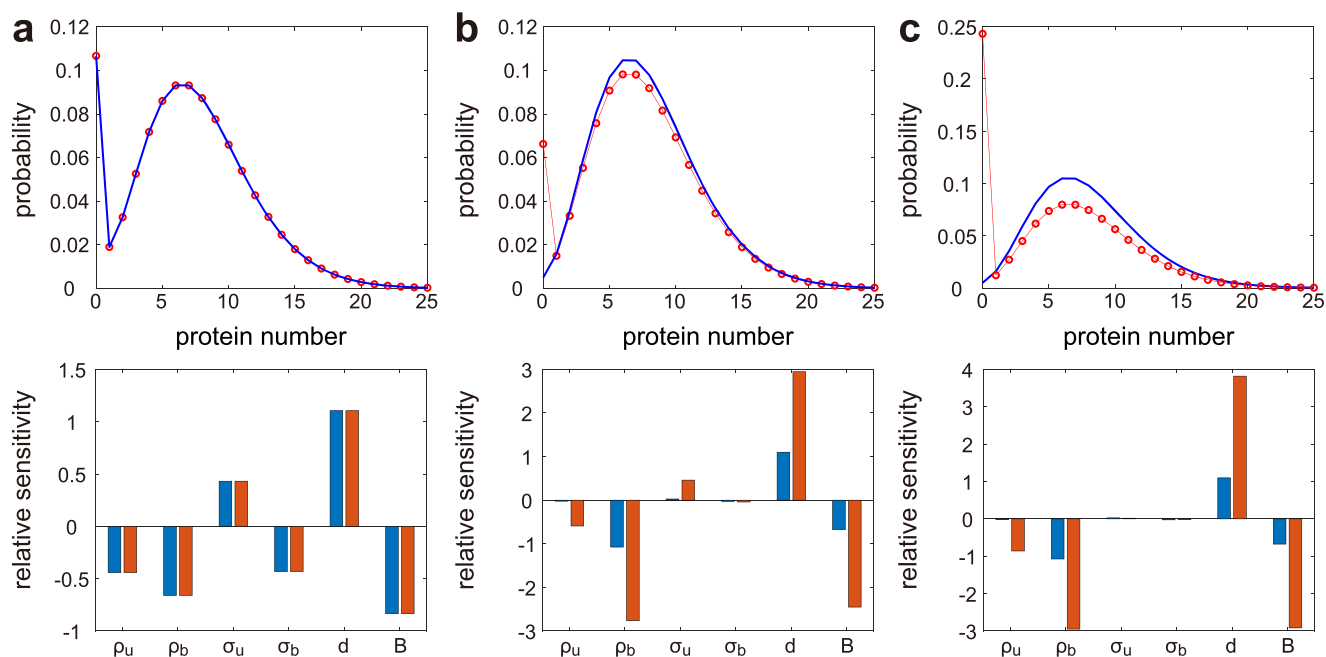 a
0.12
0.1
0.08
0.06
0.04
0.02
0
probability
0 5 10 15 20 25
protein number
b
0.12
0.1
0.08
0.06
0.04
0.02
0
probability
0 5 10 15 20 25
protein number
c
0.25
0.20
0.15
0.1
0.05
0
probability
0 5 10 15 20 25
protein number
1.5
1
0.5
0
-0.5
-1
relative sensitivity
ρu ρb σu σb d B
3
2
1
0
-1
-2
-3
relative sensitivity
ρu ρb σu σb d B
4
3
2
1
0
-1
-2
-3
relative sensitivity
ρu ρb σu σb d B